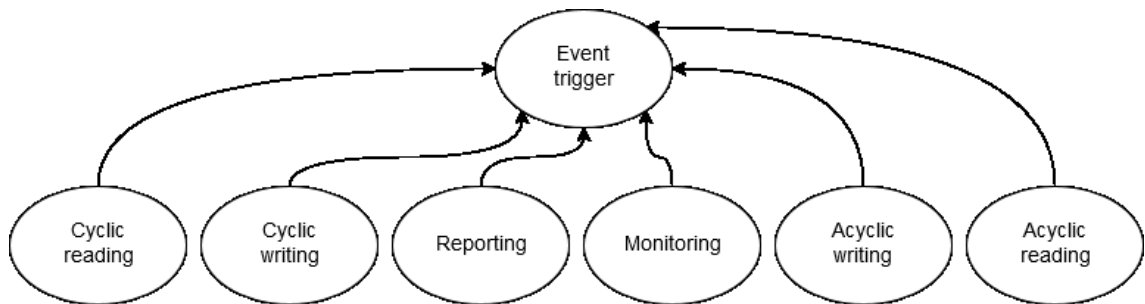 Event
trigger
Cyclic
reading
Cyclic
writing
Reporting
Monitoring
Acyclic
writing
Acyclic
reading